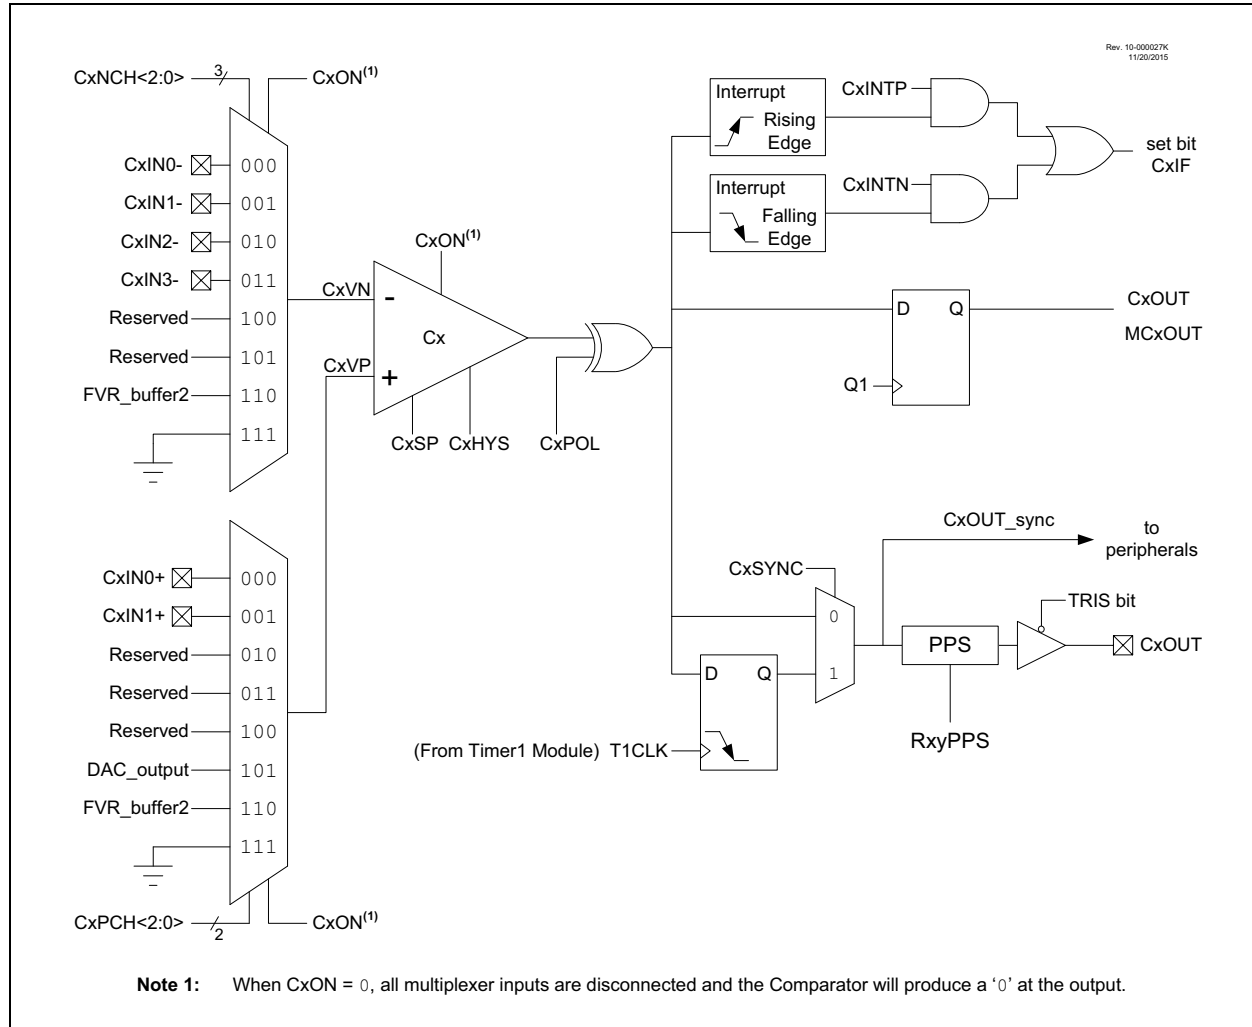 Rev. 10-000027K
11/20/2015
CxNCH<2:0>
3
CxON(1)
CxIN0-
000
CxIN1-
001
CxIN2-
010
CxIN3-
011
Reserved
100
Reserved
101
FVR_buffer2
110
111
CxVN
CxVP
CxON(1)
-
Cx
+
CxSP
CxHYS
CxPOL
Interrupt
Rising
Edge
CxINTP
Interrupt
Falling
Edge
CxINTN
set bit
CxIF
D
Q
Q1
CxOUT
MCxOUT
CxIN0+
000
CxIN1+
001
Reserved
010
Reserved
011
Reserved
100
DAC_output
101
FVR_buffer2
110
111
CxPCH<2:0>
2
CxON(1)
CxOUT_sync
to
peripherals
CxSYNC
0
1
D
Q
(From Timer1 Module) T1CLK
PPS
RxyPPS
TRIS bit
CxOUT
Note 1: When CxON = 0, all multiplexer inputs are disconnected and the Comparator will produce a ‘0’ at the output.